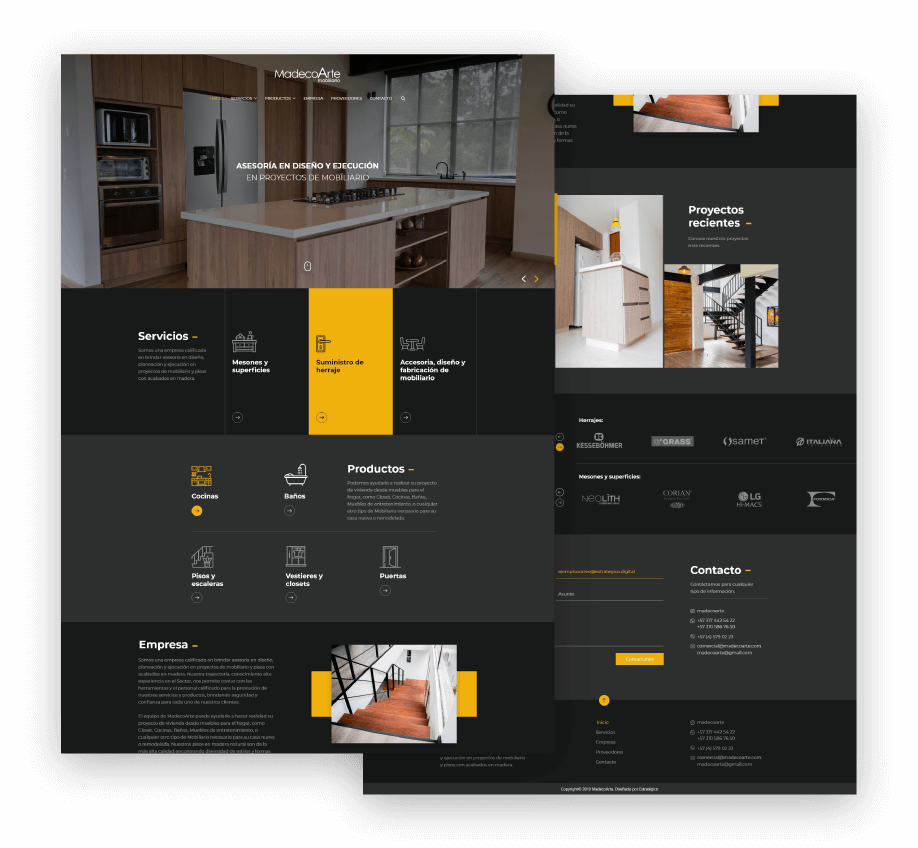 MadecoArte
mobiliario
INICIO SERVICIOS PRODUCTOS EMPRESA PROVEEDORES CONTACTO
ASESORÍA EN DISEÑO Y EJECUCIÓN
EN PROYECTOS DE MOBILIARIO
Servicios
Somos una empresa calificada
en brindar asesoría en diseño,
planeación y ejecución en
proyectos de mobiliario y pisos
con acabados en madera.
Mesones y
superficies
Suministro de
herraje
Accesoria, diseño y
fabricación de
mobiliario
Cocinas
Baños
Productos
Podemos ayudarlo a realizar su proyecto
de vivienda desde muebles para el
hogar, como Closet, Cocinas, Baños,
Muebles de entretenimiento, o cualquier
otro tipo de Mobiliario necesario para su
casa nueva o remodelada.
Pisos y
escaleras
Vestieres y
closets
Puertas
Empresa
Somos una empresa calificada en brindar asesoría en diseño,
planeación y ejecución en proyectos de mobiliario y pisos con
acabados en madera. Nuestra trayectoria, conocimiento alta
experiencia en el Sector, nos permite contar con las
herramientas y el personal calificado para la prestación de
nuestros servicios y productos, brindando seguridad y
confianza para cada uno de nuestros clientes.
El equipo de MadecoArte puede ayudarle a hacer realidad su
proyecto de vivienda desde muebles para el hogar, como
Closet, Cocinas, Baños, Muebles de entretenimiento, o
cualquier otro tipo de Mobiliario necesario para su casa nueva
o remodelada. Nuestros pisos en madera natural son de la
más alta calidad encontrando diversidad de estilos y formas
Proyectos
recientes
Conoce nuestros proyectos
más recientes.
Herrajes:
KESSEBÖHMER GRASS samet ITALIANA
Mesones y superficies:
NEOLITH CORIAN LG
HI-MACS
Contacto
Contáctanos para cualquier
tipo de información.
ejemplocorreo@estrategico.digital
Asunto
madecoarte
+57 317 442 54 22
+57 310 586 76 50
+57 (4) 579 02 23
comercial@madecoarte.com
madecoarte@gmail.com
Contactanos
Inicio
Servicios
Empresa
Proveedores
Contacto
madecoarte
+57 317 442 54 22
+57 310 586 76 50
+57 (4) 579 02 23
comercial@madecoarte.com
madecoarte@gmail.com
y ejecución en proyectos de mobiliario
y pisos con acabados en madera.
Copyright© 2019 MadecoArte, Diseñado por Estratégico